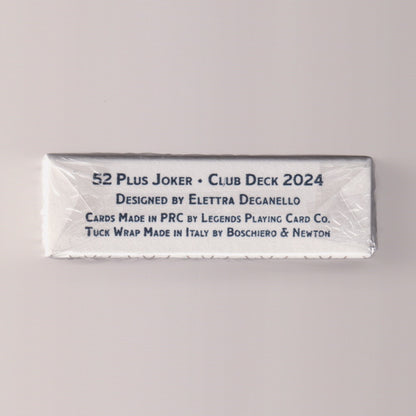 52 Plus Joker • Club Deck 2024
Designed by Elettra Deganello
Cards Made in PRC by Legends Playing Card Co.
Tuck Wrap Made in Italy by Boschiero & Newton